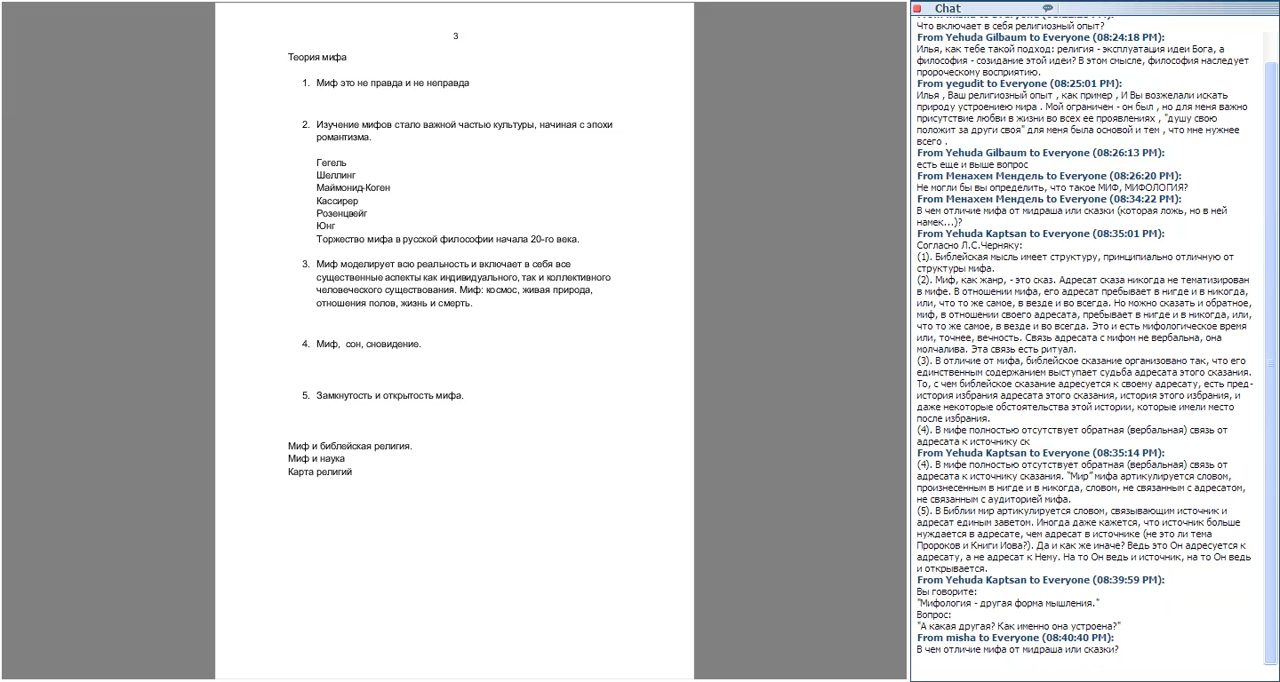 3
Теория мифа
1. Миф это не правда и не неправда
2. Изучение мифов стало важной частью культуры, начиная с эпохи
романтизма.
Гегель
Шеллинг
Маймонид-Коген
Кассирер
Розенцвейг
Юнг
Торжество мифа в русской философии начала 20-го века.
3. Миф моделирует всю реальность и включает в себя все
существенные аспекты как индивидуального, так и коллективного
человеческого существования. Миф: космос, живая природа,
отношения полов, жизнь и смерть.
4. Миф, сон, сновидение.
5. Замкнутость и открытость мифа.
Миф и библейская религия.
Миф и наука
Карта религий
Chat
Что включает в себя религиозный опыт?
From Yehuda Gilbaum to Everyone (08:24:18 PM):
Илья, как тебе такой подход: религия - эксплуатация идеи Бога, а
философия - созидание этой идеи? В этом смысле, философия наследует
пророческому восприятию.
From yegudit to Everyone (08:25:01 PM):
Илья , Ваш религиозный опыт , как пример , И Вы возжелали искать
природу устроениею мира . Мой ограничен - он был , но для меня важно
присутствие любви в жизни во всех ее проявлениях , "душу свою
положит за други своя" для меня была основой и тем , что мне нужнее
всего .
From Yehuda Gilbaum to Everyone (08:26:13 PM):
есть еще и выше вопрос
From Менахем Мендель to Everyone (08:26:20 PM):
Не могли бы вы определить, что такое МИФ, МИФОЛОГИЯ?
From Менахем Мендель to Everyone (08:34:22 PM):
В чем отличие мифа от мидраша или сказки (которая ложь, но в ней
намек...)?
From Yehuda Kaptsan to Everyone (08:35:01 PM):
Согласно Л.С.Черняку:
(1). Библейская мысль имеет структуру, принципиально отличную от
структуры мифа.
(2). Миф, как жанр, - это сказ. Адресат сказа никогда не тематизирован
в мифе. В отношении мифа, его адресат пребывает в нигде и в никогда,
или, что то же самое, в везде и во всегда. Но можно сказать и обратное,
миф, в отношении своего адресата, пребывает в нигде и в никогда, или,
что то же самое, в везде и во всегда. Это и есть мифологическое время
или, точнее, вечность. Связь адресата с мифом не вербальна, она
молчалива. Эта связь есть ритуал.
(3). В отличие от мифа, библейское сказание организовано так, что его
единственным содержанием выступает судьба адресата этого сказания.
То, с чем библейское сказание адресуется к своему адресату, есть пред-
история избрания адресата этого сказания, история этого избрания, и
даже некоторые обстоятельства этой истории, которые имели место
после избрания.
(4). В мифе полностью отсутствует обратная (вербальная) связь от
адресата к источнику ск
From Yehuda Kaptsan to Everyone (08:35:14 PM):
(4). В мифе полностью отсутствует обратная (вербальная) связь от
адресата к источнику сказания. "Мир" мифа артикулируется словом,
произнесенным в нигде и в никогда, словом, не связанным с адресатом,
не связанным с аудиторией мифа.
(5). В Библии мир артикулируется словом, связывающим источник и
адресат единым заветом. Иногда даже кажется, что источник больше
нуждается в адресате, чем адресат в источнике (не это ли тема
Пророков и Книги Иова?). Да и как же иначе? Ведь это Он адресуется к
адресату, а не адресат к Нему. На то Он ведь и источник, на то Он ведь
и открывается.
From Yehuda Kaptsan to Everyone (08:39:59 PM):
Вы говорите:
"Мифология - другая форма мышления."
Вопрос:
"А какая другая? Как именно она устроена?"
From misha to Everyone (08:40:40 PM):
В чем отличие мифа от мидраша или сказки?